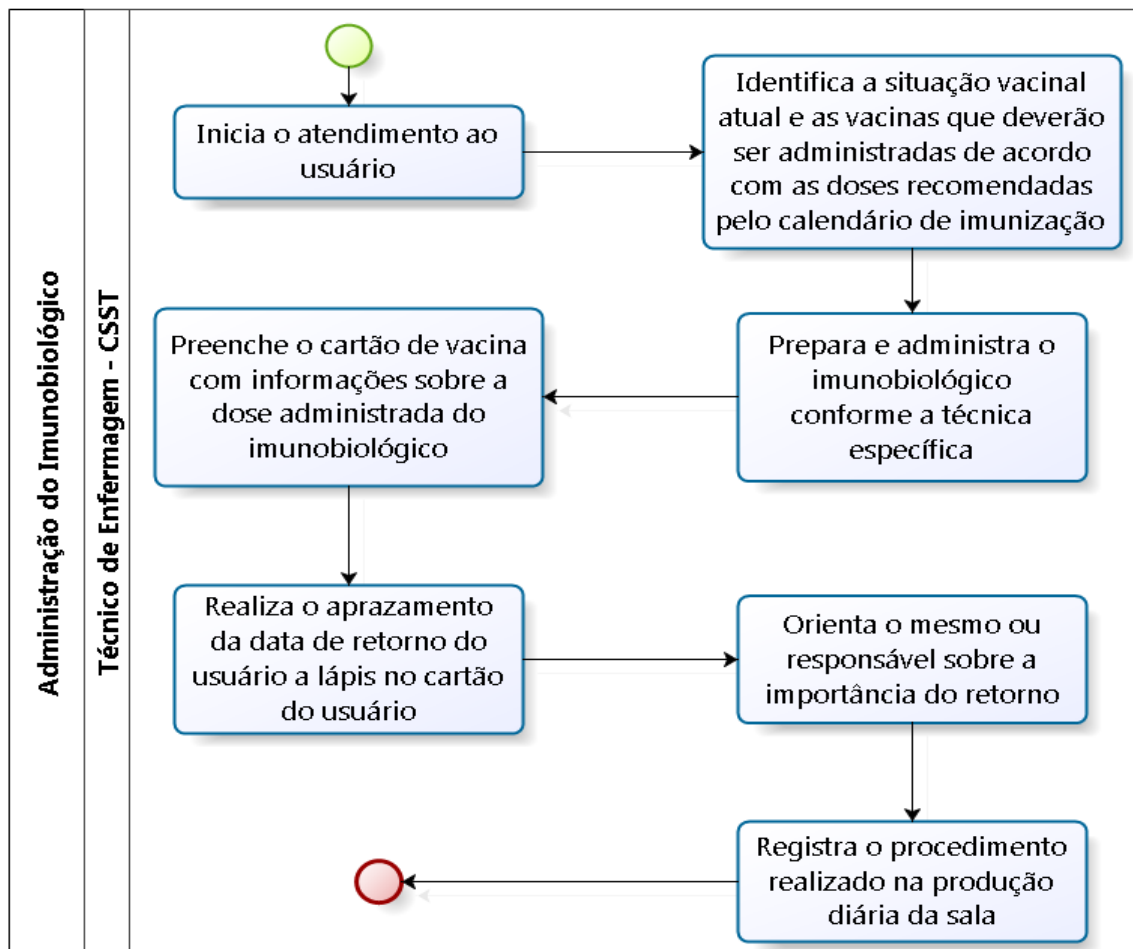 Administração do Imunobiológico
Técnico de Enfermagem - CSST
Inicia o atendimento ao
usuário
Identifica a situação vacinal
atual e as vacinas que deverão
ser administradas de acordo
com as doses recomendadas
pelo calendário de imunização
Prepara e administra o
imunobiológico
conforme a técnica
específica
Preenche o cartão de vacina
com informações sobre a
dose administrada do
imunobiológico
Realiza o aprazamento
da data de retorno do
usuário a lápis no cartão
do usuário
Orienta o mesmo ou
responsável sobre a
importância do retorno
Registra o procedimento
realizado na produção
diária da sala